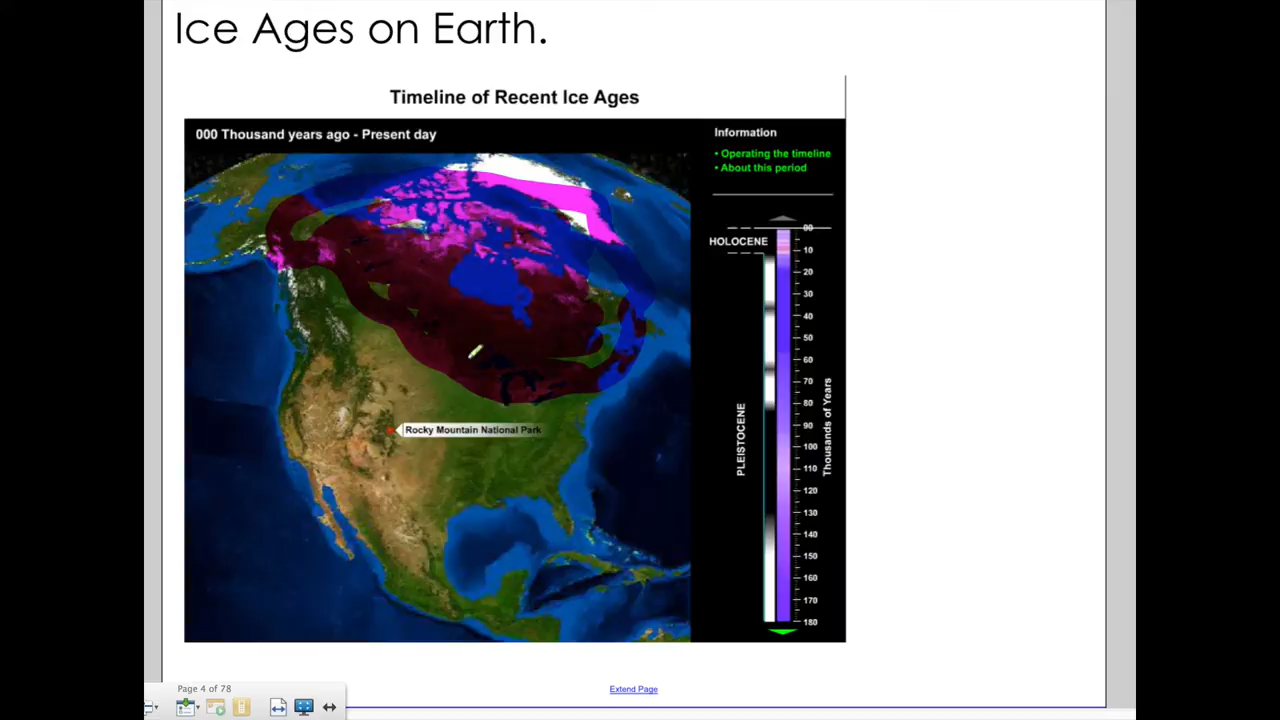 Ice Ages on Earth.
Timeline of Recent Ice Ages
000 Thousand years ago - Present day
Information
• Operating the timeline
• About this period
HOLOCENE
PLEISTOCENE
00
10
20
30
40
50
60
70
80
90
100
110
120
130
140
150
160
170
180
Thousands of Years
Rocky Mountain National Park
Page 4 of 78
Extend Page